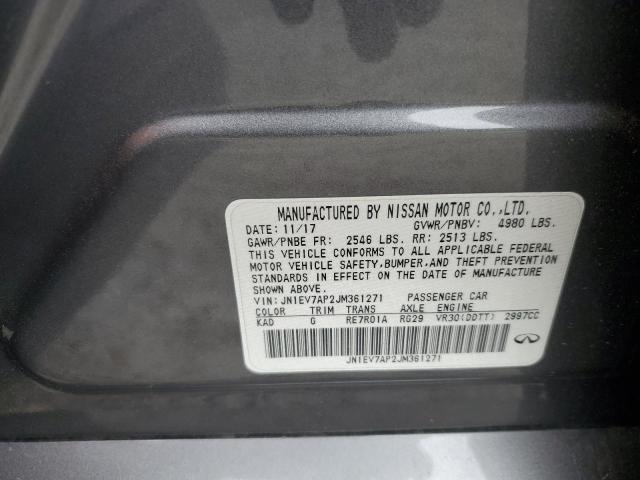 MANUFACTURED BY NISSAN MOTOR CO.,LTD.
DATE: 11/17 GVWR/PNBV: 4980 LBS.
GAWR/PNBE FR: 2546 LBS. RR: 2513 LBS.
THIS VEHICLE CONFORMS TO ALL APPLICABLE FEDERAL
MOTOR VEHICLE SAFETY,BUMPER,AND THEFT PREVENTION
STANDARDS IN EFFECT ON THE DATE OF MANUFACTURE
SHOWN ABOVE.
VIN: JN1EV7AP2JM361271 PASSENGER CAR
COLOR TRIM TRANS AXLE ENGINE
KAD G RE7R01A RG29 VR30(DDTT) 2997CC
JN1EV7AP2JM361271